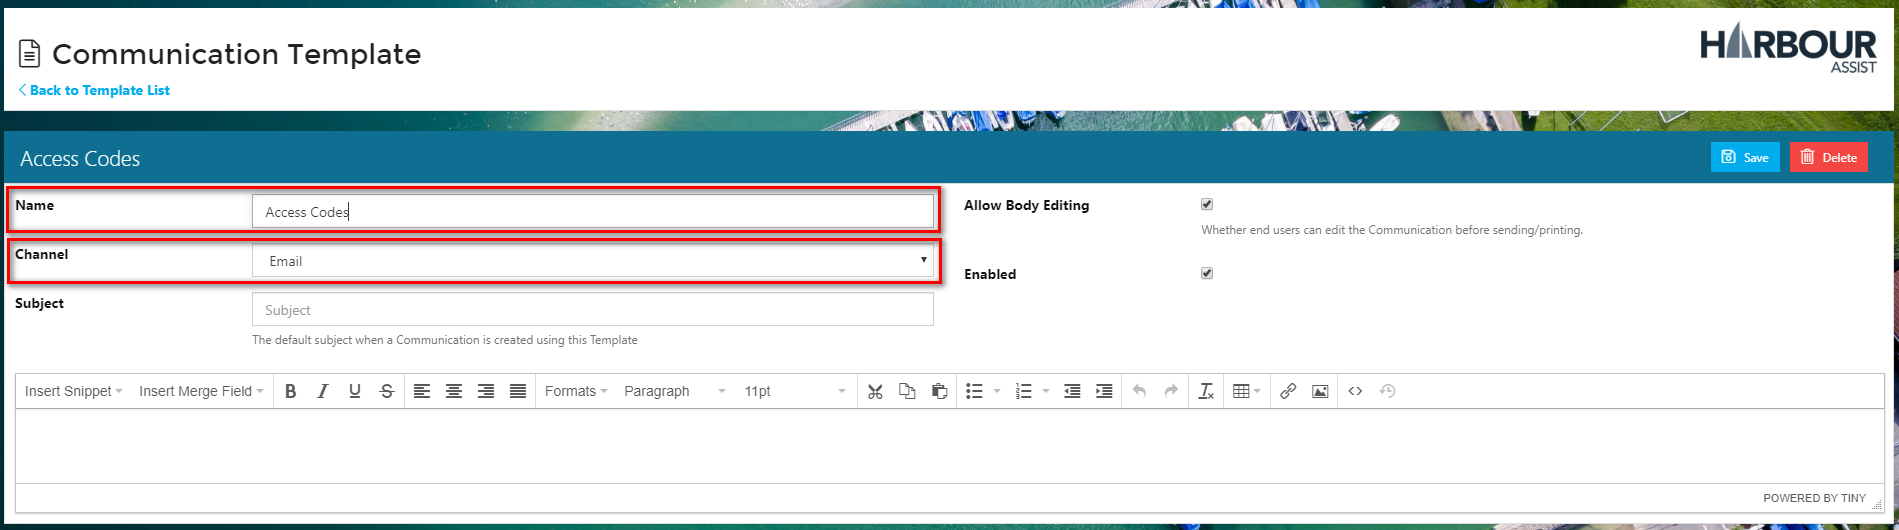 Communication Template
HARBOUR
ASSIST
Back to Template List
Access Codes
Save
Delete
Name
Access Codes
Allow Body Editing
Whether end users can edit the Communication before sending/printing.
Channel
Email
Enabled
Subject
Subject
The default subject when a Communication is created using this Template
Insert Snippet Insert Merge Field B I U S Formats Paragraph 11pt
POWERED BY TINY